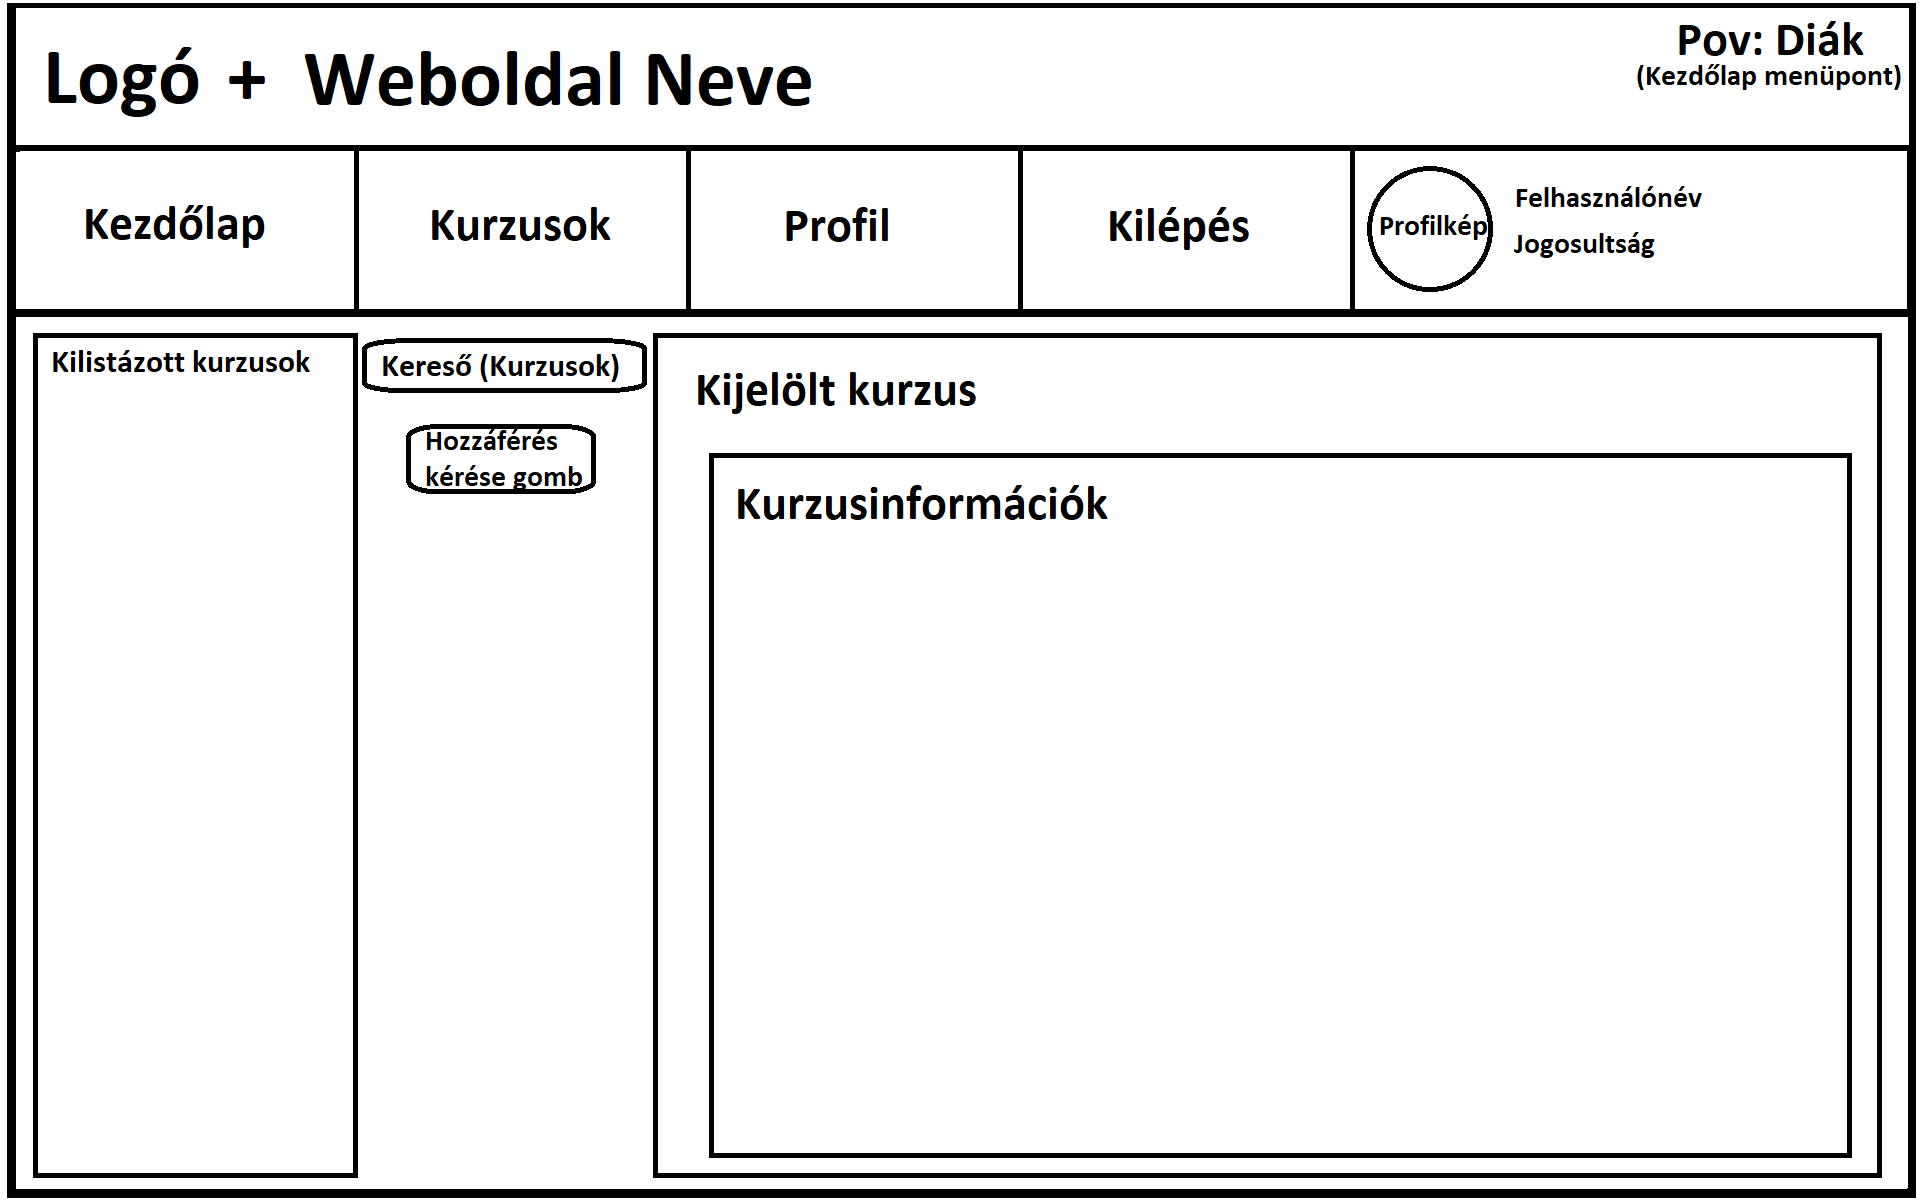 Logó + Weboldal Neve
Pov: Diák
(Kezdőlap menüpont)
Kezdőlap
Kurzusok
Profil
Kilépés
Profilkép
Felhasználónév
Jogosultság
Kilistázott kurzusok
Kereső (Kurzusok)
Hozzáférés
kérése gomb
Kijelölt kurzus
Kurzusinformációk